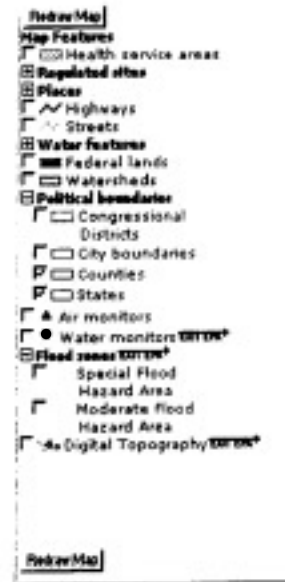 Redraw Map
Map Features
Health service areas
Regulated sites
Places
Highways
Streets
Water features
Federal lands
Watersheds
Political boundaries
Congressional
Districts
City boundaries
Counties
States
Air monitors
Water monitors
Flood zones
Special Flood
Hazard Area
Moderate Flood
Hazard Area
Digital Topography
Redraw Map